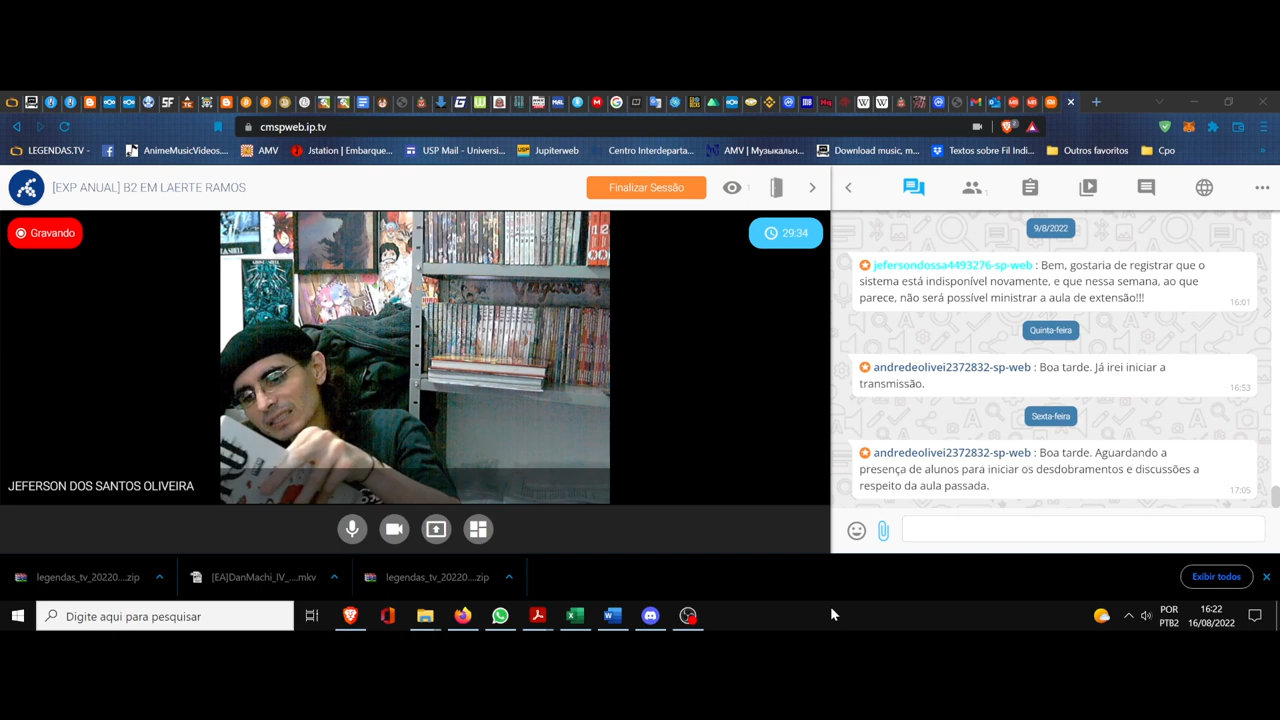 cmspweb.ip.tv
2
LEGENDAS.TV -
AnimeMusicVideos...
AMV
Jstation | Embarque...
USP Mail - Universi...
Jupiterweb
Centro Interdeparta...
AMV | Музыкальн...
Download music, m...
Textos sobre Fil Indi...
Outros favoritos
Cpo
[EXP ANUAL] B2 EM LAERTE RAMOS
Finalizar Sessão
1
1
Gravando
29:34
JEFERSON DOS SANTOS OLIVEIRA
9/8/2022
jefersondossa4493276-sp-web : Bem, gostaria de registrar que o
sistema está indisponível novamente, e que nessa semana, ao que
parece, não será possível ministrar a aula de extensão!!!
16:01
Quinta-feira
andredeolivei2372832-sp-web : Boa tarde. Já irei iniciar a
transmissão.
16:53
Sexta-feira
andredeolivei2372832-sp-web : Boa tarde. Aguardando a
presença de alunos para iniciar os desdobramentos e discussões a
respeito da aula passada.
17:05
legendas_tv_20220....zip
[EA]DanMachi_IV_....mkv
legendas_tv_20220....zip
Exibir todos
Digite aqui para pesquisar
POR
PTB2
16:22
16/08/2022